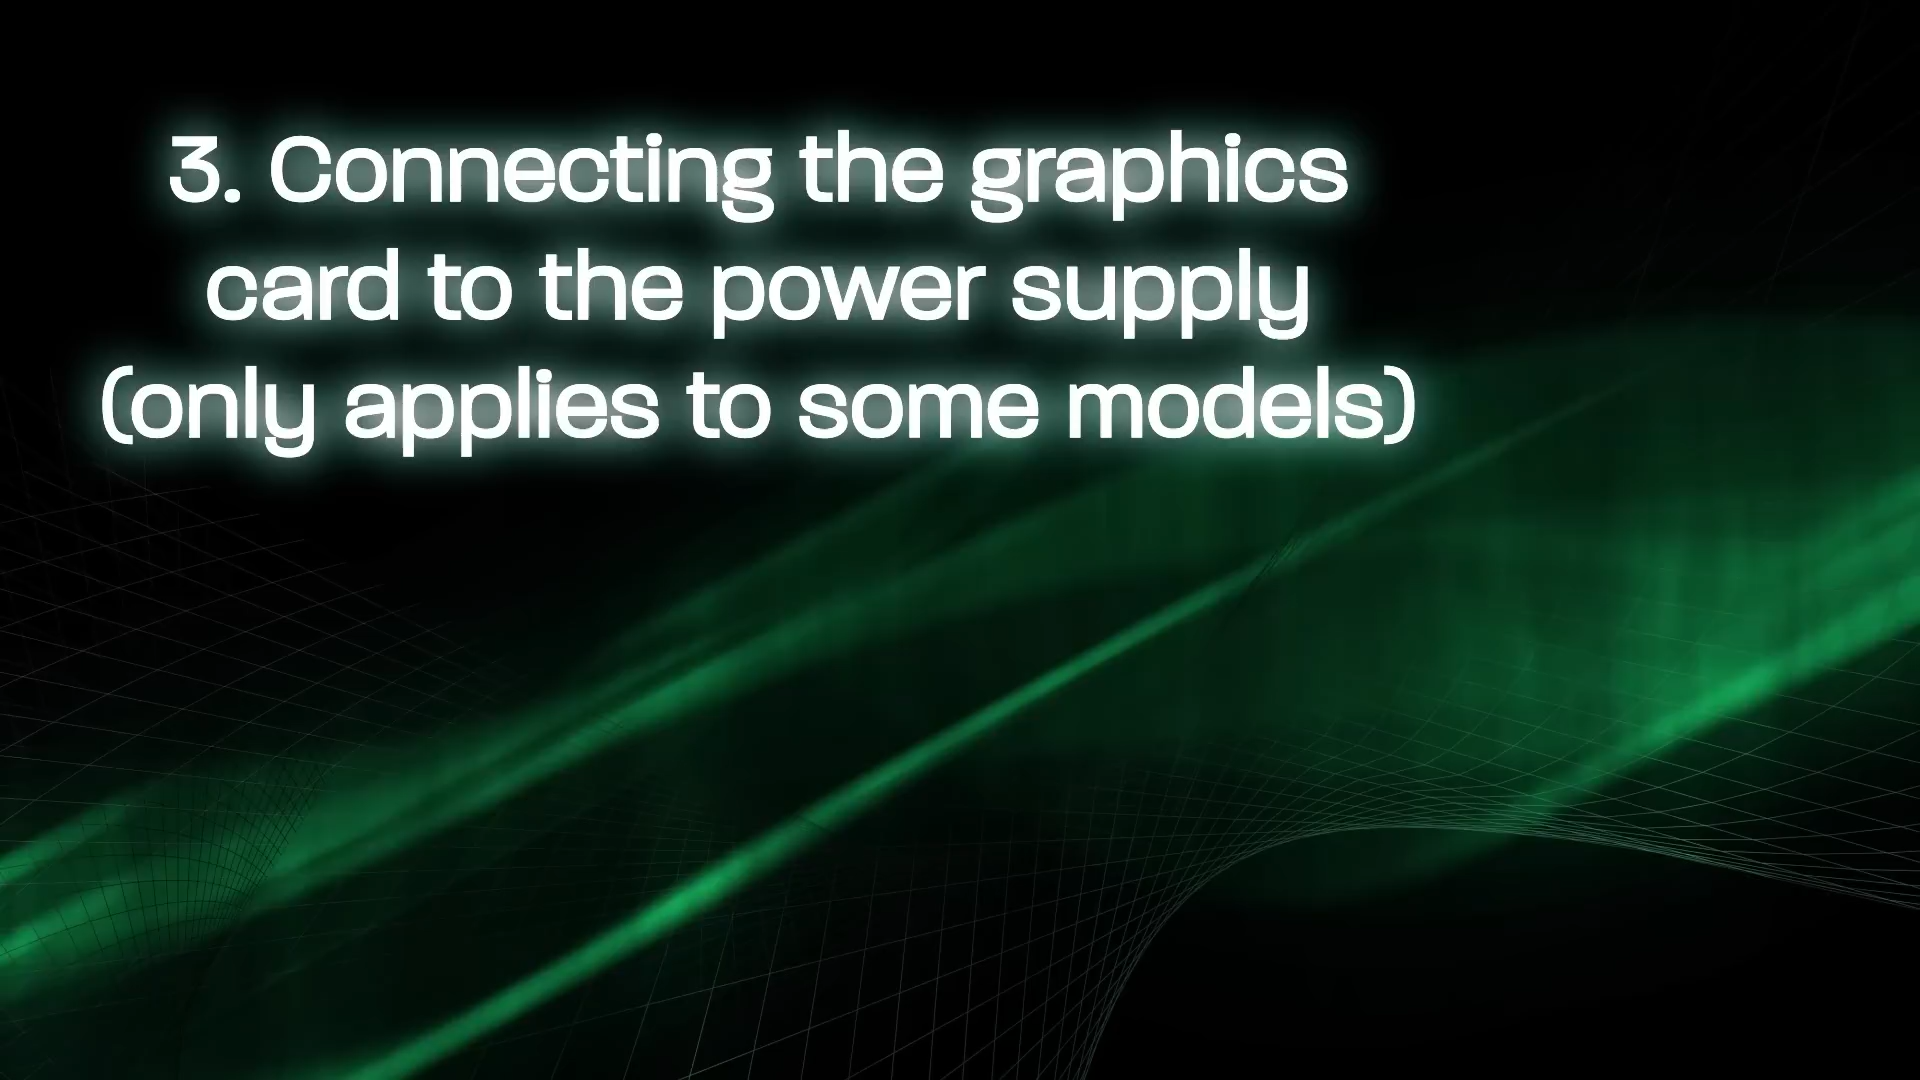 3. Connecting the graphics
card to the power supply
(only applies to some models)